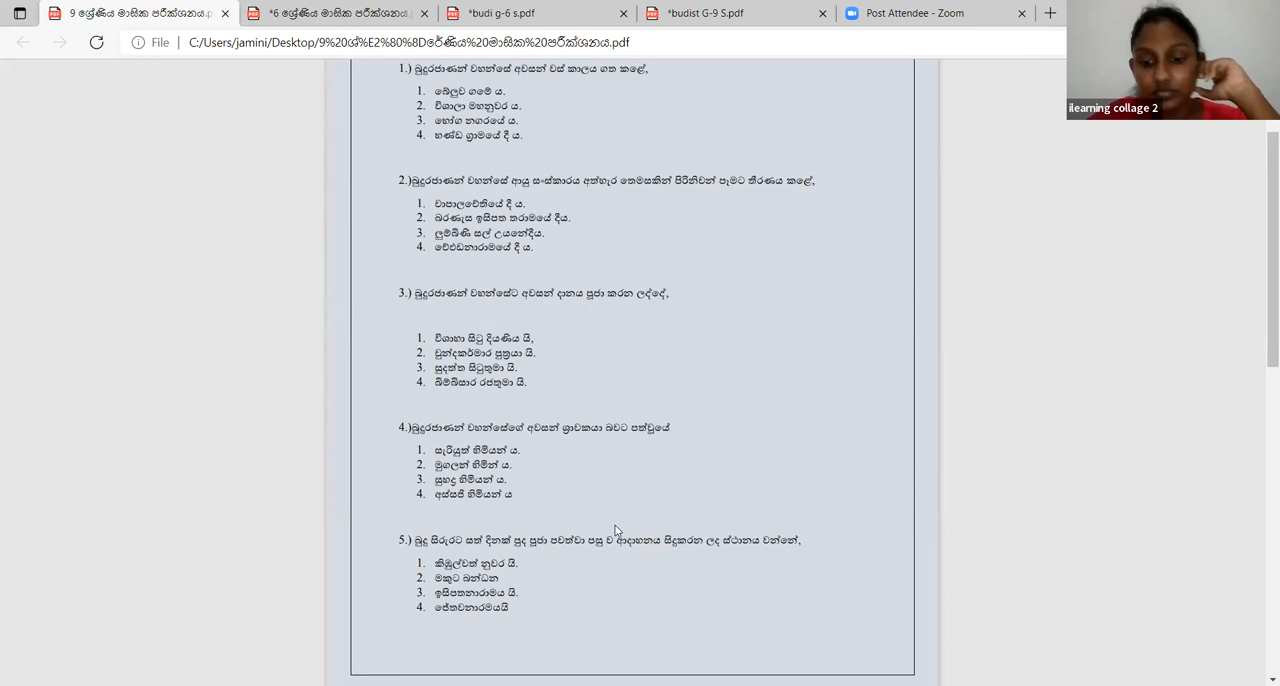 9 ශ්‍රේණිය මාසික පරීක්ශනය.p
*6 ශ්‍රේණිය මාසික පරීක්ශනය.
*budi g-6 s.pdf
*budist G-9 S.pdf
Post Attendee - Zoom
File
C:/Users/jamini/Desktop/9%20ශ්%E2%80%8Dරේණිය%20මාසික%20පරීක්ශනය.pdf
ilearning collage 2
1.) බුදුරජාණන් වහන්සේ අවසන් වස් කාලය ගත කළේ,
1. බේලුව ගමේ ය.
2. විශාලා මහනුවර ය.
3. භෝග නගරයේ ය.
4. භණ්ඩ ග්‍රාමයේ දී ය.
2.)බුදුරජාණන් වහන්සේ ආයු සංස්කාරය අත්හැර තෙමසකින් පිරිනිවන් පෑමට තීරණය කළේ,
1. චාපාලචේතියේ දී ය.
2. බරණැස ඉසිපත තරාමයේ දීය.
3. ලුම්බිණි සල් උයනේදීය.
4. වේළුඩනාරාමයේ දී ය.
3.) බුදුරජාණන් වහන්සේට අවසන් දානය පූජා කරන ලද්දේ,
1. විශාඛා සිටු දියණිය යි,
2. චුන්දකර්මාර පුත්‍රයා යි.
3. සුදත්ත සිටුතුමා යි.
4. බිම්බිසාර රජතුමා යි.
4.)බුදුරජාණන් වහන්සේගේ අවසන් ශ්‍රාවකයා බවට පත්වූයේ
1. සැරියුත් හිමියන් ය.
2. මුගලන් හිමින් ය.
3. සුභද්‍ර හිමියන් ය.
4. අස්සජි හිමියන් ය
5.) බුදු සිරුරට සත් දිනක් පුද පූජා පවත්වා පසු ව ආදාහනය සිදුකරන ලද ස්ථානය වන්නේ,
1. කිඹුල්වත් නුවර යි.
2. මකුට බන්ධන
3. ඉසිපතනාරාමය යි.
4. ජේතවනාරමයයි